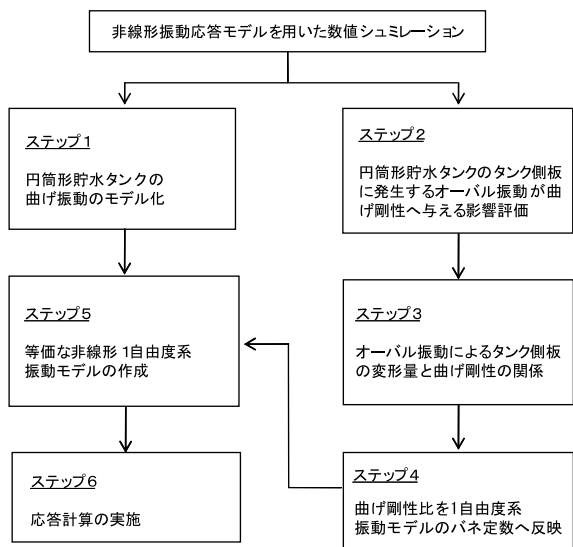 非線形振動応答モデルを用いた数値シュミレーション
ステップ1
円筒形貯水タンクの
曲げ振動のモデル化
ステップ2
円筒形貯水タンクのタンク側板
に発生するオーバル振動が曲
げ剛性へ与える影響評価
ステップ3
オーバル振動によるタンク側板
の変形量と曲げ剛性の関係
ステップ4
曲げ剛性比を1自由度系
振動モデルのバネ定数へ反映
ステップ5
等価な非線形1自由度系
振動モデルの作成
ステップ6
応答計算の実施